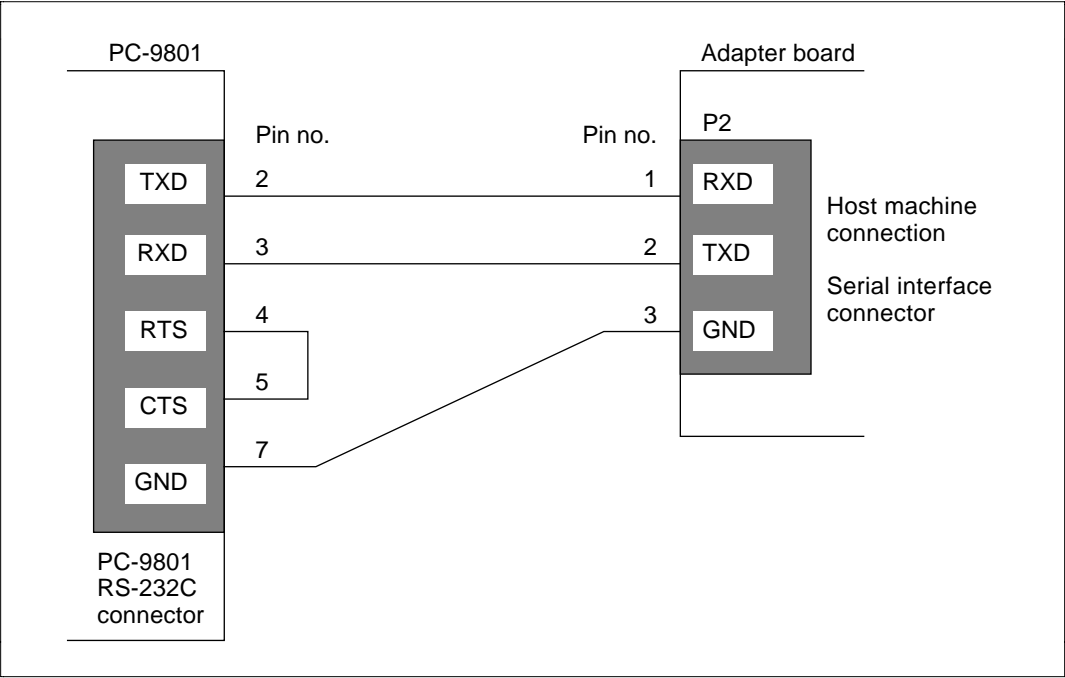 PC-9801
Adapter board
Pin no.
Pin no.
P2
TXD
2
1
RXD
RXD
3
2
TXD
RTS
4
3
GND
CTS
5
GND
7
Host machine
connection
Serial interface
connector
PC-9801
RS-232C
connector